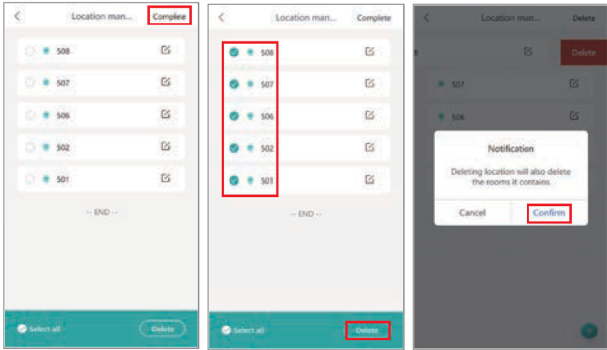 Location man... Complete
508
507
506
502
501
-- END --
Select all Delete
Location man... Complete
508
507
506
502
501
-- END --
Select all Delete
Location man... Delete
8 Delete
507
506
Notification
Deleting location will also delete
the rooms it contains.
Cancel Confirm